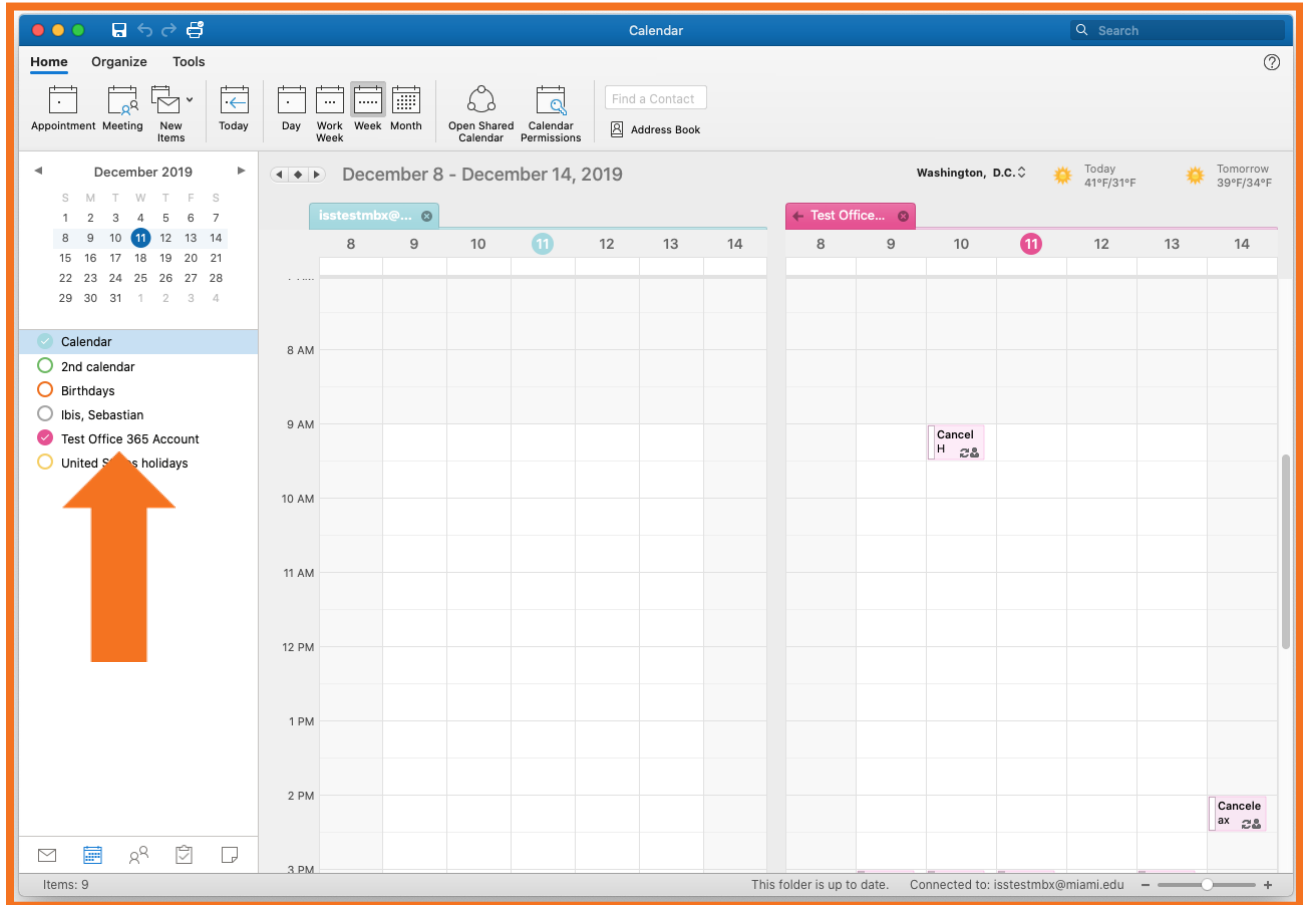 Calendar
Search
Home Organize Tools
Appointment Meeting New Items Today Day Work Week Week Month Open Shared Calendar Calendar Permissions
Find a Contact
Address Book
December 2019
S M T W T F S
1 2 3 4 5 6 7
8 9 10 11 12 13 14
15 16 17 18 19 20 21
22 23 24 25 26 27 28
29 30 31 1 2 3 4
Calendar
2nd calendar
Birthdays
Ibis, Sebastian
Test Office 365 Account
United holidays
December 8 - December 14, 2019
Washington, D.C.
Today
41°F/31°F
Tomorrow
39°F/34°F
isstestmbx@...
Test Office...
8 9 10 11 12 13 14
8 9 10 11 12 13 14
8 AM
9 AM
Cancel
H
10 AM
11 AM
12 PM
1 PM
2 PM
Cancele
ax
3 PM
Items: 9
This folder is up to date. Connected to: isstestmbx@miami.edu